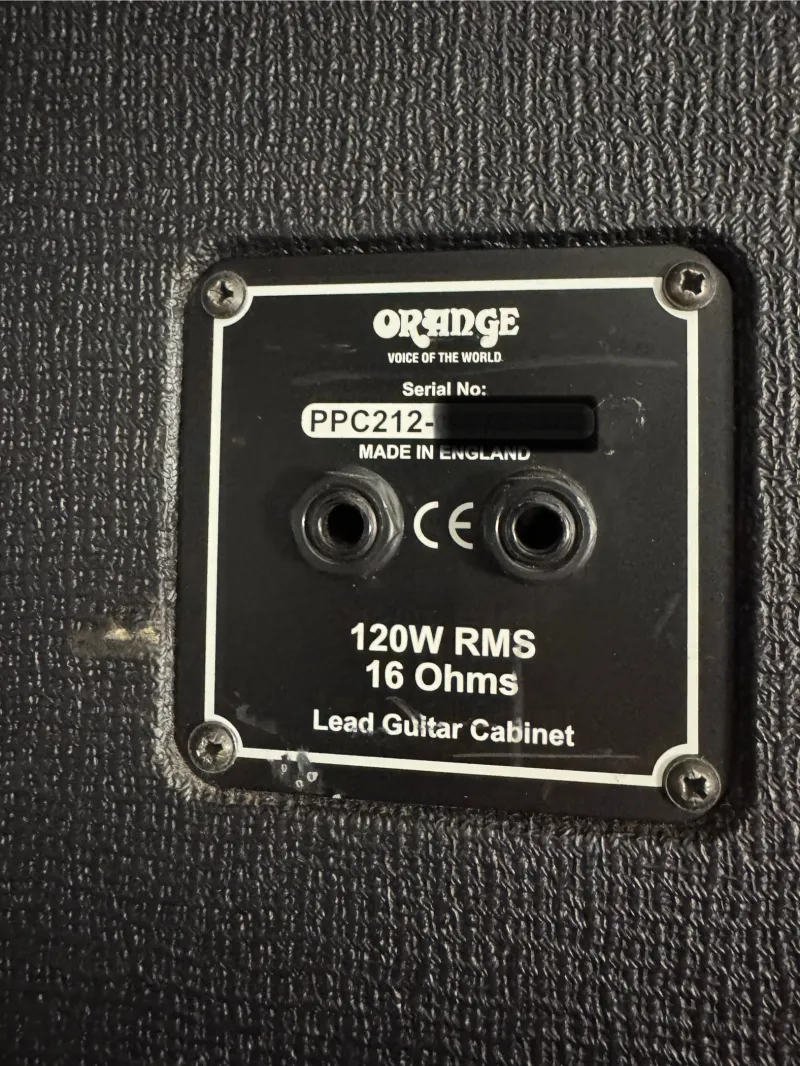 ORANGE
VOICE OF THE WORLD
Serial No:
PPC212-
MADE IN ENGLAND
CE
120W RMS
16 Ohms
Lead Guitar Cabinet